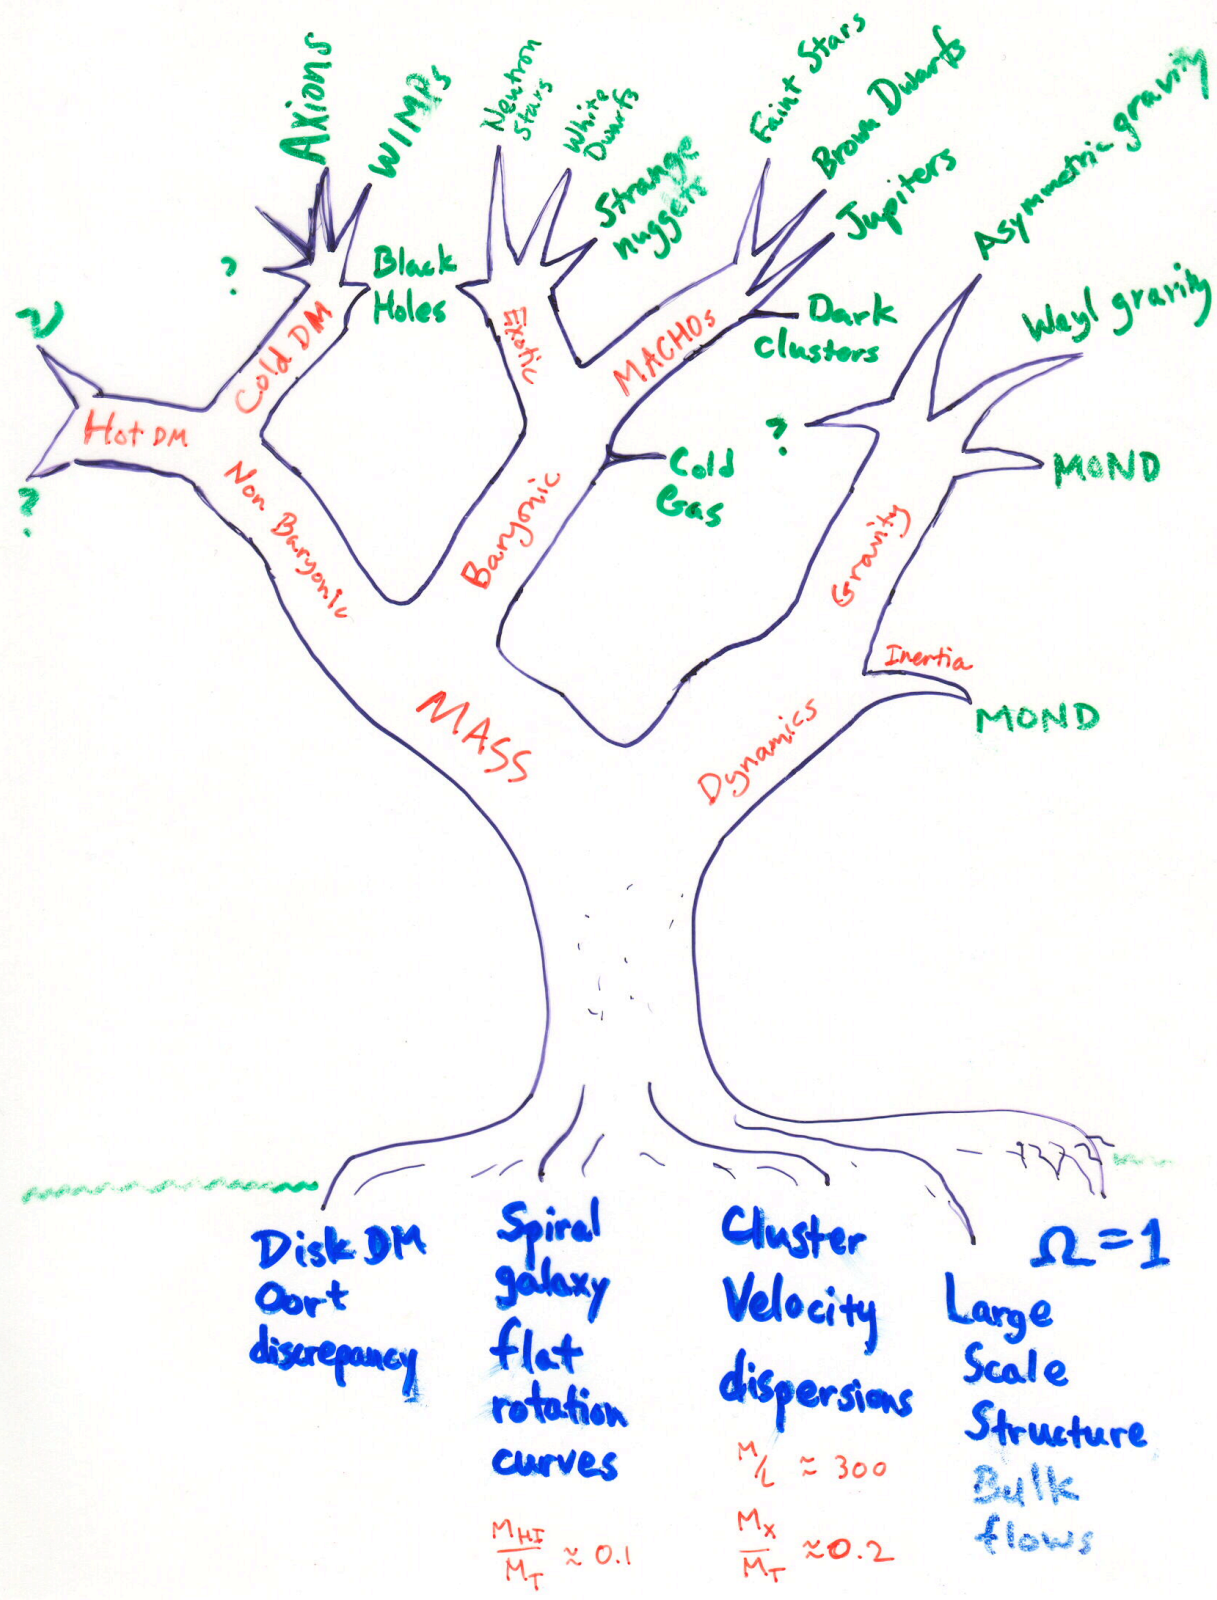 Axions
WIMPs
Neutron
Stars
White
Dwarfs
Strange
nuggets
Faint Stars
Brown Dwarfs
Jupiters
Asymmetric gravity
Weyl gravity
?
Black
Holes
Dark
clusters
ν
?
?
MOND
Cold
Gas
Hot DM
Cold DM
Exotic
MACHOs
Non Baryonic
Baryonic
Gravity
Inertia
MOND
MASS
Dynamics
Disk DM
Oort
discrepancy
Spiral
galaxy
flat
rotation
curves
M_HI/M_T ≈ 0.1
Cluster
Velocity
dispersions
M/L ≈ 300
M_X/M_T ≈ 0.2
Ω = 1
Large
Scale
Structure
Bulk
flows